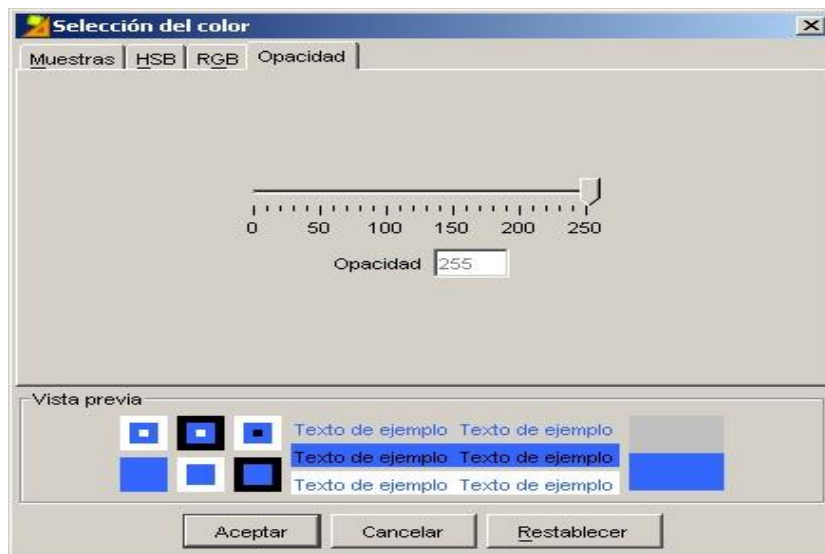 Selección del color
Muestras HSB RGB Opacidad
0 50 100 150 200 250
Opacidad 255
Vista previa
Texto de ejemplo Texto de ejemplo
Texto de ejemplo Texto de ejemplo
Texto de ejemplo Texto de ejemplo
Aceptar Cancelar Restablecer